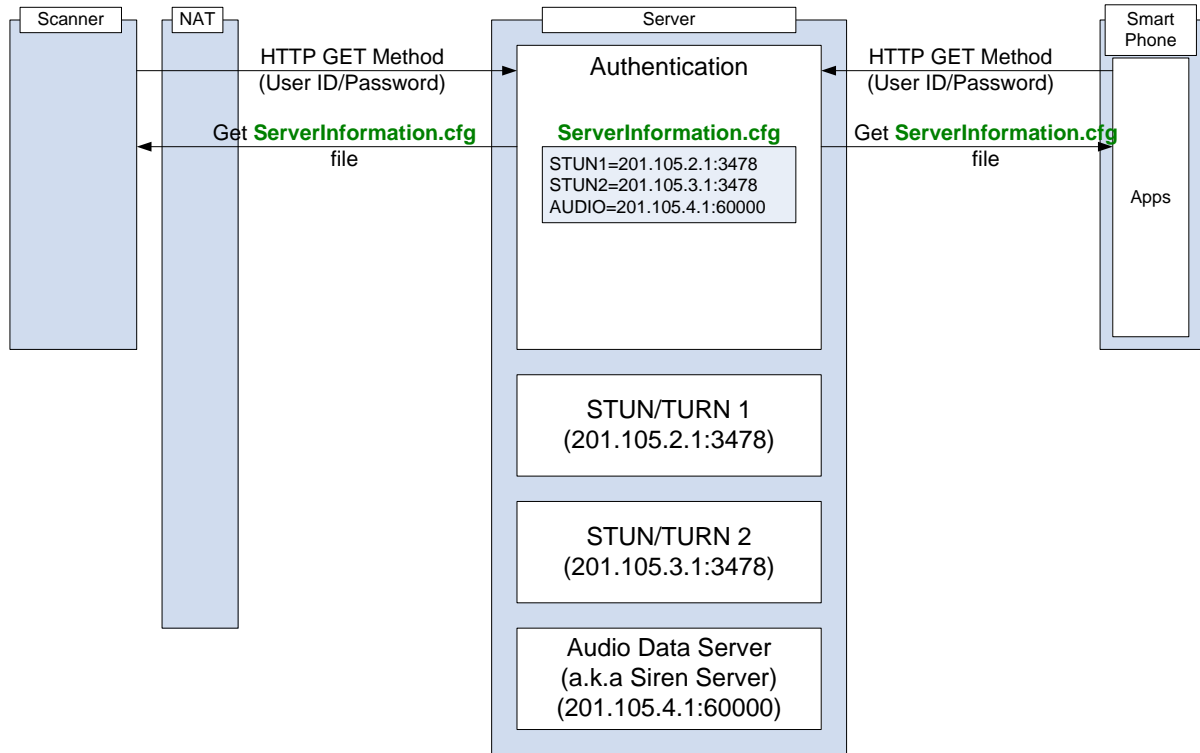 Scanner
NAT
Server
Smart
Phone
HTTP GET Method
(User ID/Password)
Authentication
HTTP GET Method
(User ID/Password)
Get ServerInformation.cfg
file
ServerInformation.cfg
Get ServerInformation.cfg
file
STUN1=201.105.2.1:3478
STUN2=201.105.3.1:3478
AUDIO=201.105.4.1:60000
Apps
STUN/TURN 1
(201.105.2.1:3478)
STUN/TURN 2
(201.105.3.1:3478)
Audio Data Server
(a.k.a Siren Server)
(201.105.4.1:60000)